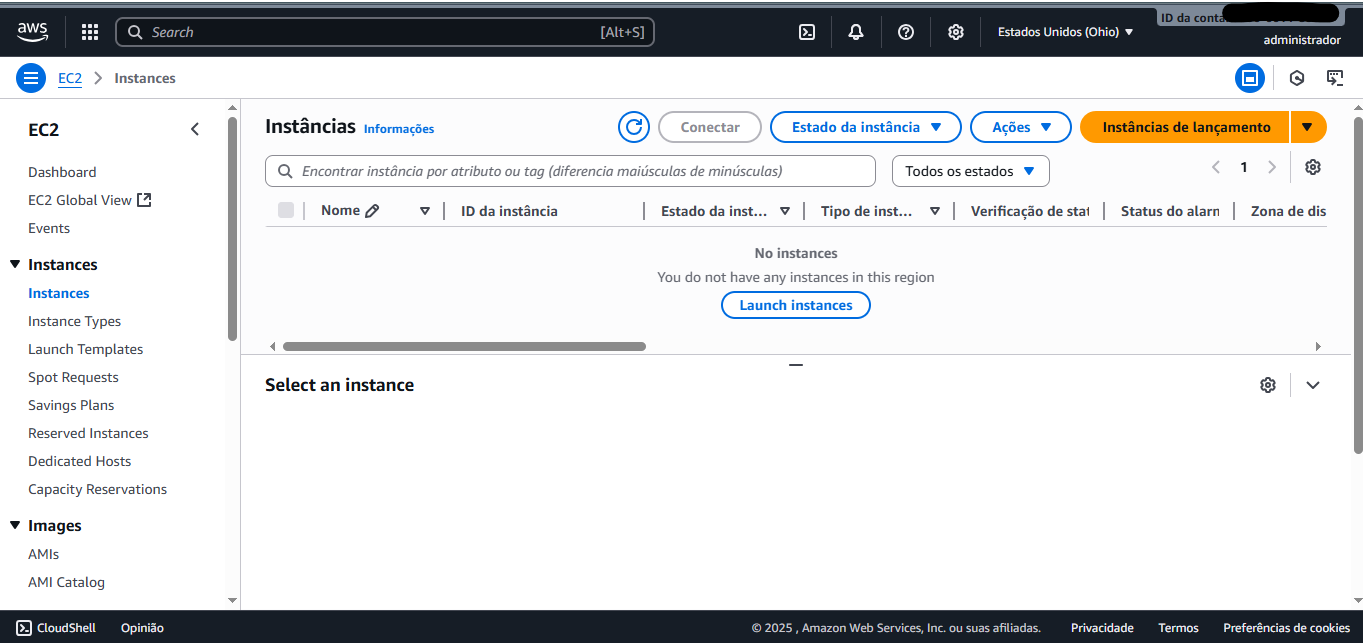 aws
Search [Alt+S]
Estados Unidos (Ohio)
ID da conta
administrador
EC2 Instances
EC2
Dashboard
EC2 Global View
Events
Instances
Instances
Instance Types
Launch Templates
Spot Requests
Savings Plans
Reserved Instances
Dedicated Hosts
Capacity Reservations
Images
AMIs
AMI Catalog
Instâncias Informações
Conectar
Estado da instância
Ações
Instâncias de lançamento
Encontrar instância por atributo ou tag (diferencia maiúsculas de minúsculas)
Todos os estados
1
Nome ID da instância Estado da inst... Tipo de inst... Verificação de stat Status do alarn Zona de dis
No instances
You do not have any instances in this region
Launch instances
Select an instance
CloudShell Opinião © 2025 , Amazon Web Services, Inc. ou suas afiliadas. Privacidade Termos Preferências de cookies